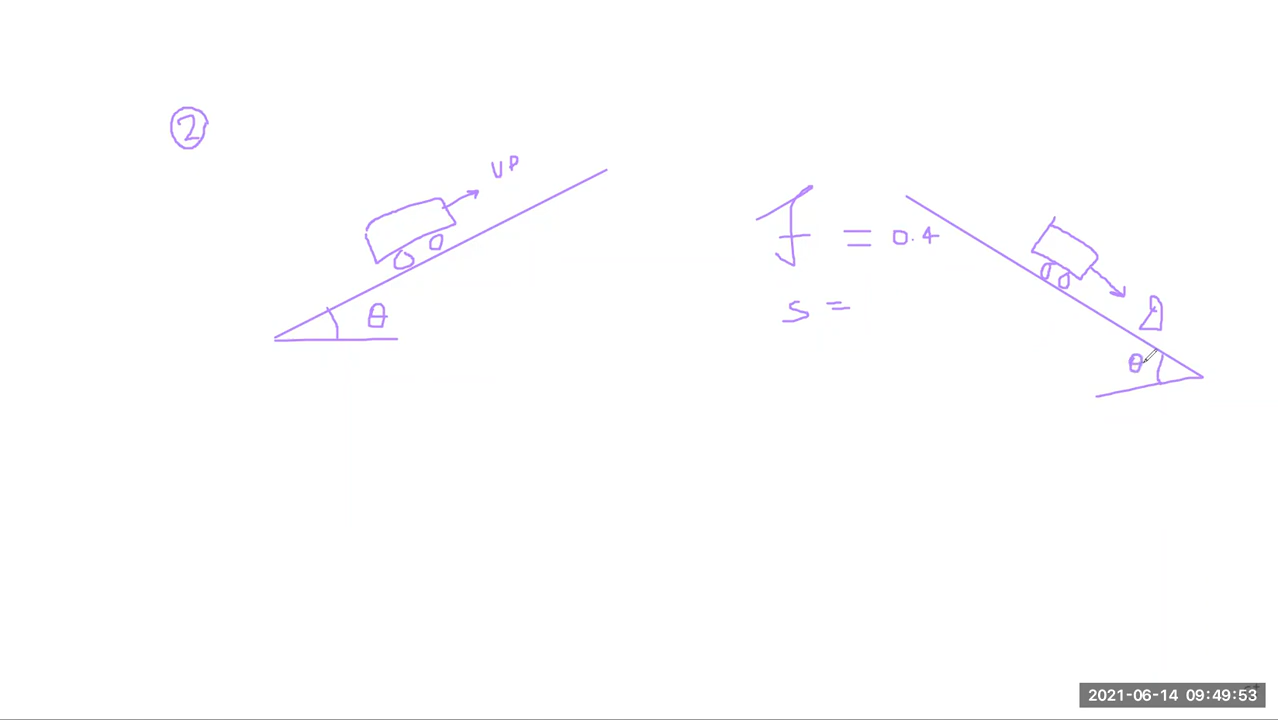 ②
UP
θ
f = 0.4
s =
θ
2021-06-14 09:49:53